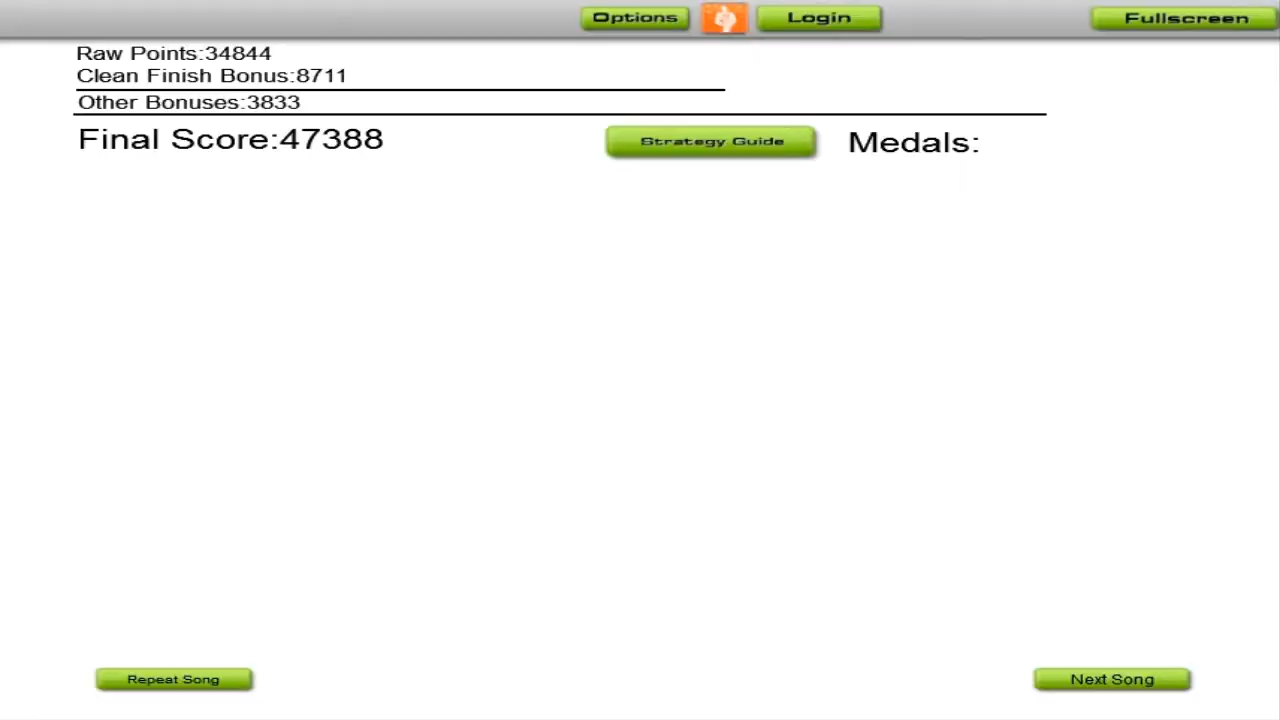 Options Login Fullscreen
Raw Points:34844
Clean Finish Bonus:8711
Other Bonuses:3833
Final Score:47388 Strategy Guide Medals:
Repeat Song Next Song